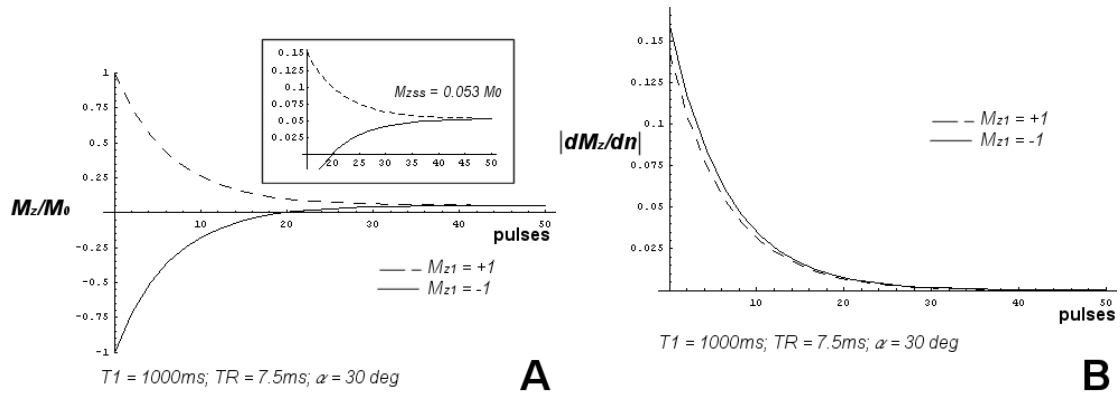 0.15
0.125
0.1
0.075
0.05
0.025
20 25 30 35 40 45 50
Mzss = 0.053 M0
1
0.75
0.5
0.25
-0.25
-0.5
-0.75
-1
Mz/M0
10 20 30 40 50
pulses
Mz1 = +1
Mz1 = -1
T1 = 1000ms; TR = 7.5ms; α = 30 deg
A
0.15
0.125
0.1
0.075
0.05
0.025
|dMz/dn|
Mz1 = +1
Mz1 = -1
10 20 30 40 50
pulses
T1 = 1000ms; TR = 7.5ms; α = 30 deg
B